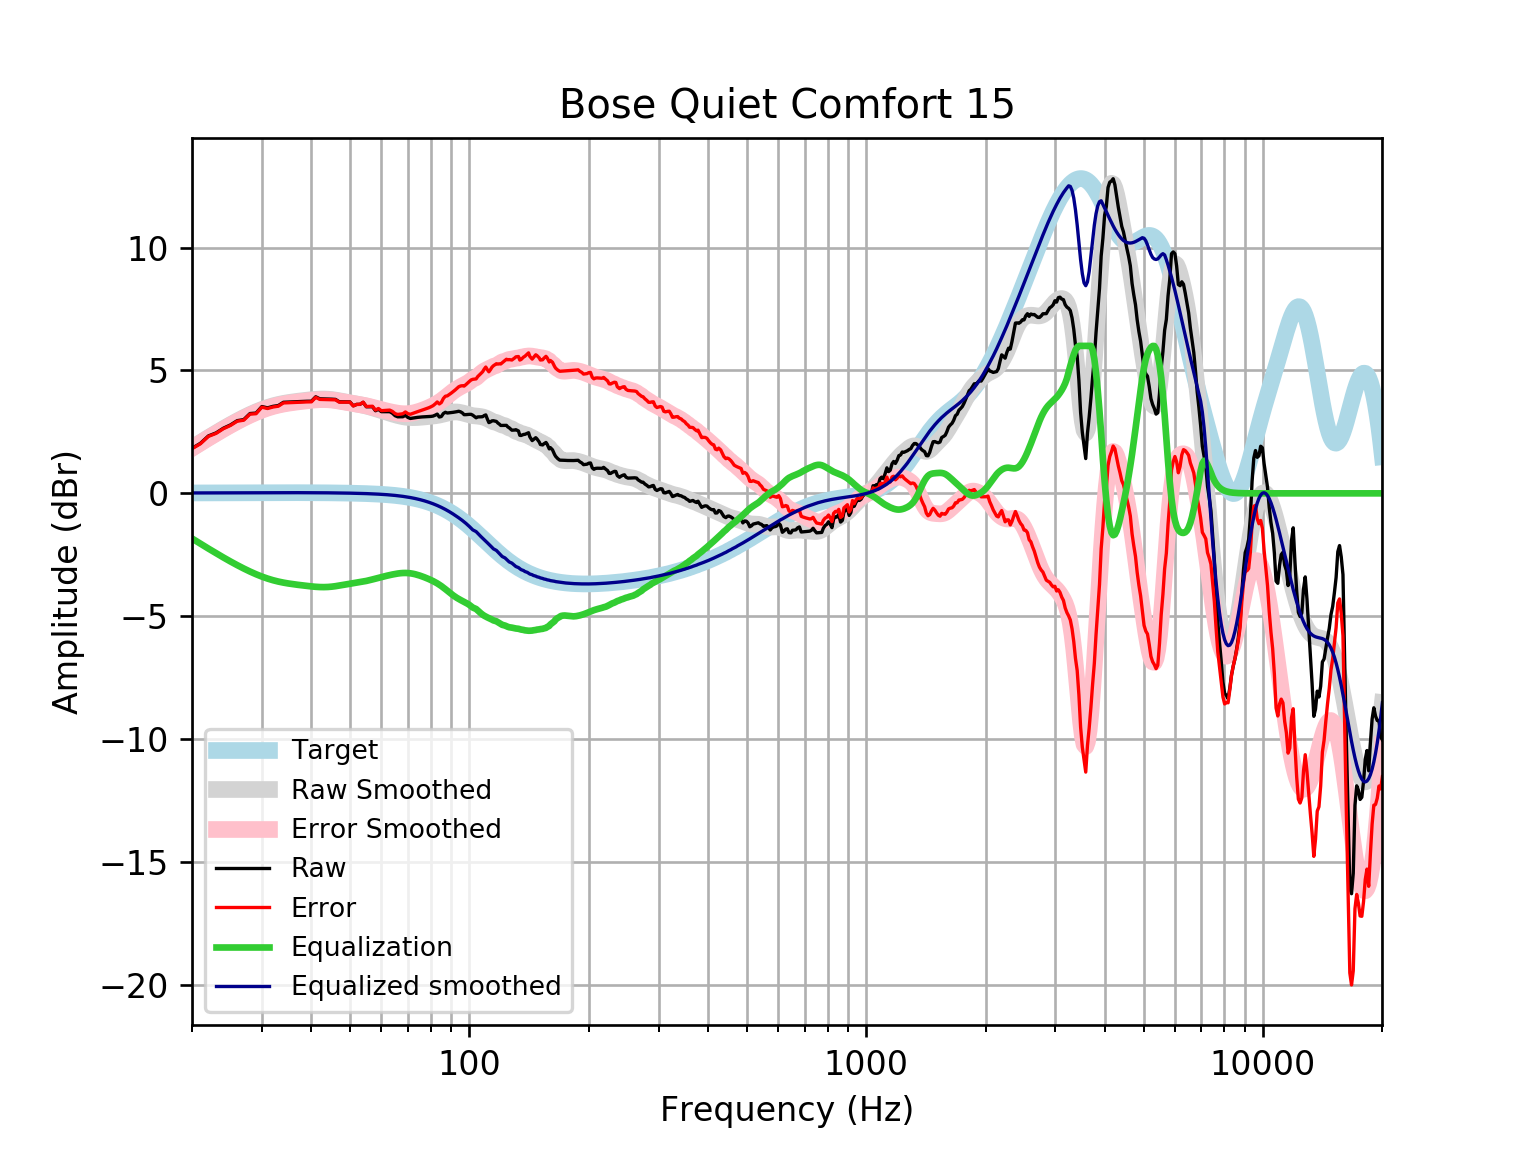 Bose Quiet Comfort 15
Amplitude (dBr)
10
5
0
−5
−10
−15
−20
Target
Raw Smoothed
Error Smoothed
Raw
Error
Equalization
Equalized smoothed
100
1000
10000
Frequency (Hz)